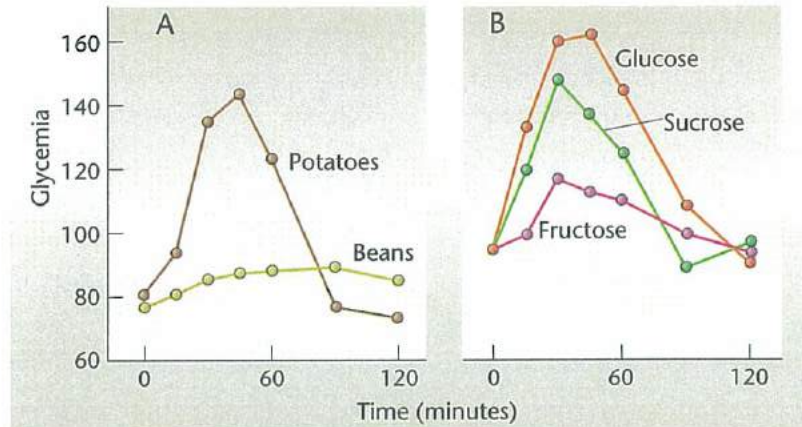 A
B
160
140
120
100
80
60
Glycemia
Potatoes
Beans
Glucose
Sucrose
Fructose
0
60
120
0
60
120
Time (minutes)